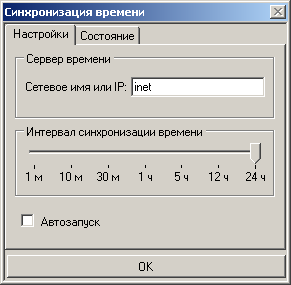 Синхронизация времени
Настройки Состояние
Сервер времени
Сетевое имя или IP: inet
Интервал синхронизации времени
1 м 10 м 30 м 1 ч 5 ч 12 ч 24 ч
Автозапуск
OK